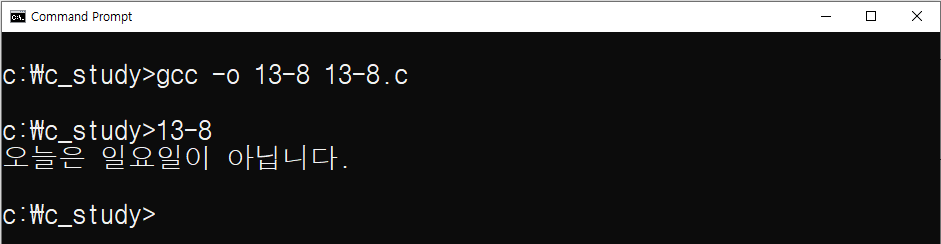 Command Prompt
c:₩c_study>gcc -o 13-8 13-8.c
c:₩c_study>13-8
오늘은 일요일이 아닙니다.
c:₩c_study>